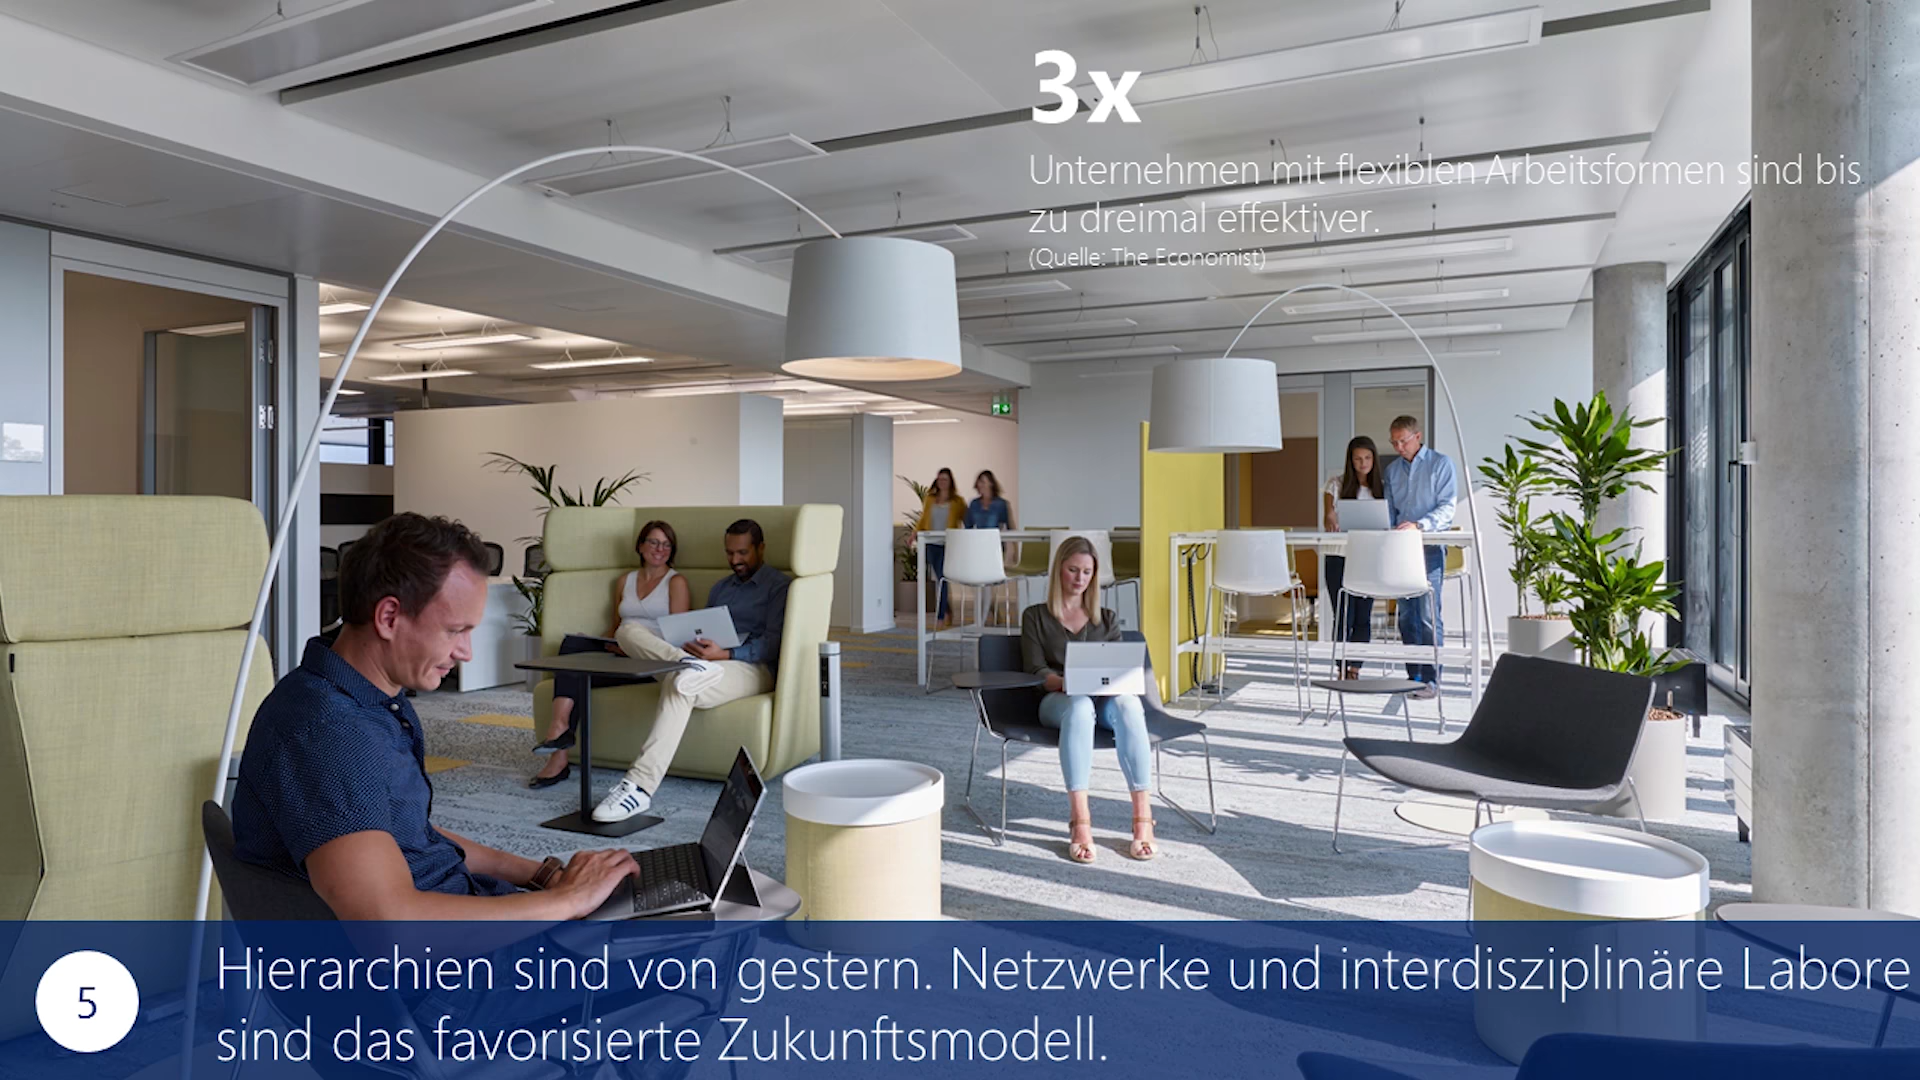 3x
Unternehmen mit flexiblen Arbeitsformen sind bis
zu dreimal effektiver.
(Quelle: The Economist)
5
Hierarchien sind von gestern. Netzwerke und interdisziplinäre Labore
sind das favorisierte Zukunftsmodell.